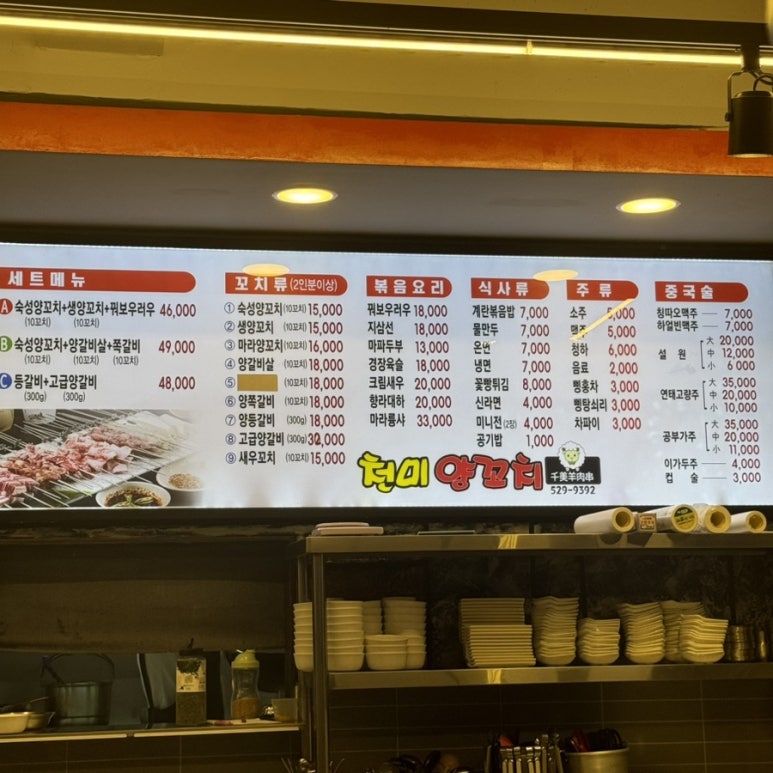 세트메뉴
A 숙성양꼬치+생양꼬치+꿔보우러우 46,000
(10꼬치) (10꼬치)
B 숙성양꼬치+양갈비살+쪽갈비 49,000
(10꼬치) (10꼬치) (10꼬치)
C 등갈비+고급양갈비 48,000
(300g) (300g)
꼬치류 (2인분이상)
① 숙성양꼬치 (10꼬치) 15,000
② 생양꼬치 (10꼬치) 15,000
③ 마라양꼬치 (10꼬치) 16,000
④ 양갈비살 (10꼬치) 18,000
⑤ (10꼬치) 18,000
⑥ 양쪽갈비 (10꼬치) 18,000
⑦ 양등갈비 (300g) 18,000
⑧ 고급양갈비 (300g)
⑨ 새우꼬치 (10꼬치) 15,000
볶음요리
꿔보우러우 18,000
지삼선 18,000
마파두부 13,000
경장육슬 18,000
크림새우 20,000
향라대하 20,000
마라룡샤 33,000
식사류
계란볶음밥 7,000
물만두 7,000
온면 7,000
냉면 7,000
꽃빵튀김 8,000
신라면 4,000
미니전 (2장) 4,000
공기밥 1,000
주류
소주 5,000
맥주 5,000
청하 6,000
음료 2,000
삥홍차 3,000
삥탕쉬리 3,000
차파이 3,000
중국술
칭따오맥주 7,000
하얼빈맥주 7,000
설원 大 20,000
中 12,000
小 6,000
연태고량주 大 35,000
中 20,000
小 10,000
공부가주 大 35,000
中 20,000
小 11,000
이가두주 4,000
컵술 3,000
천미양꼬치
千美羊肉串
529-9392